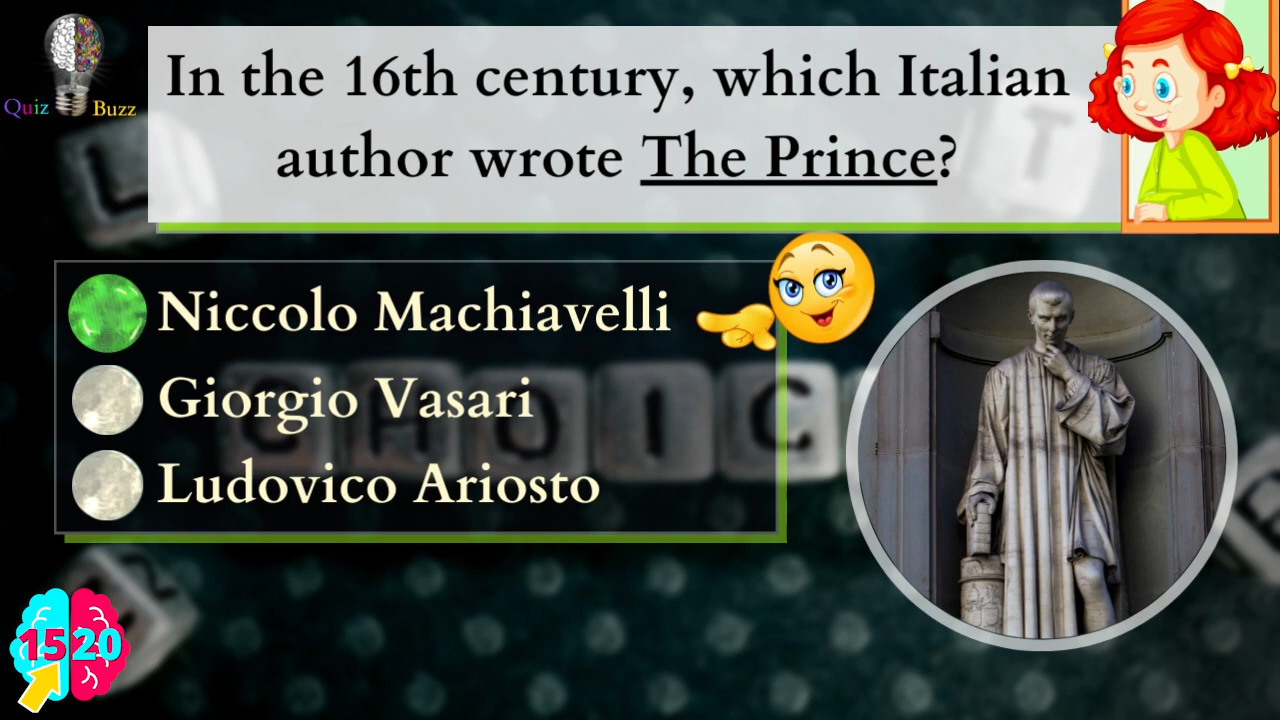 Quiz Buzz
In the 16th century, which Italian
author wrote The Prince?
Niccolo Machiavelli
Giorgio Vasari
Ludovico Ariosto
L
T
CHOIC
E
1520